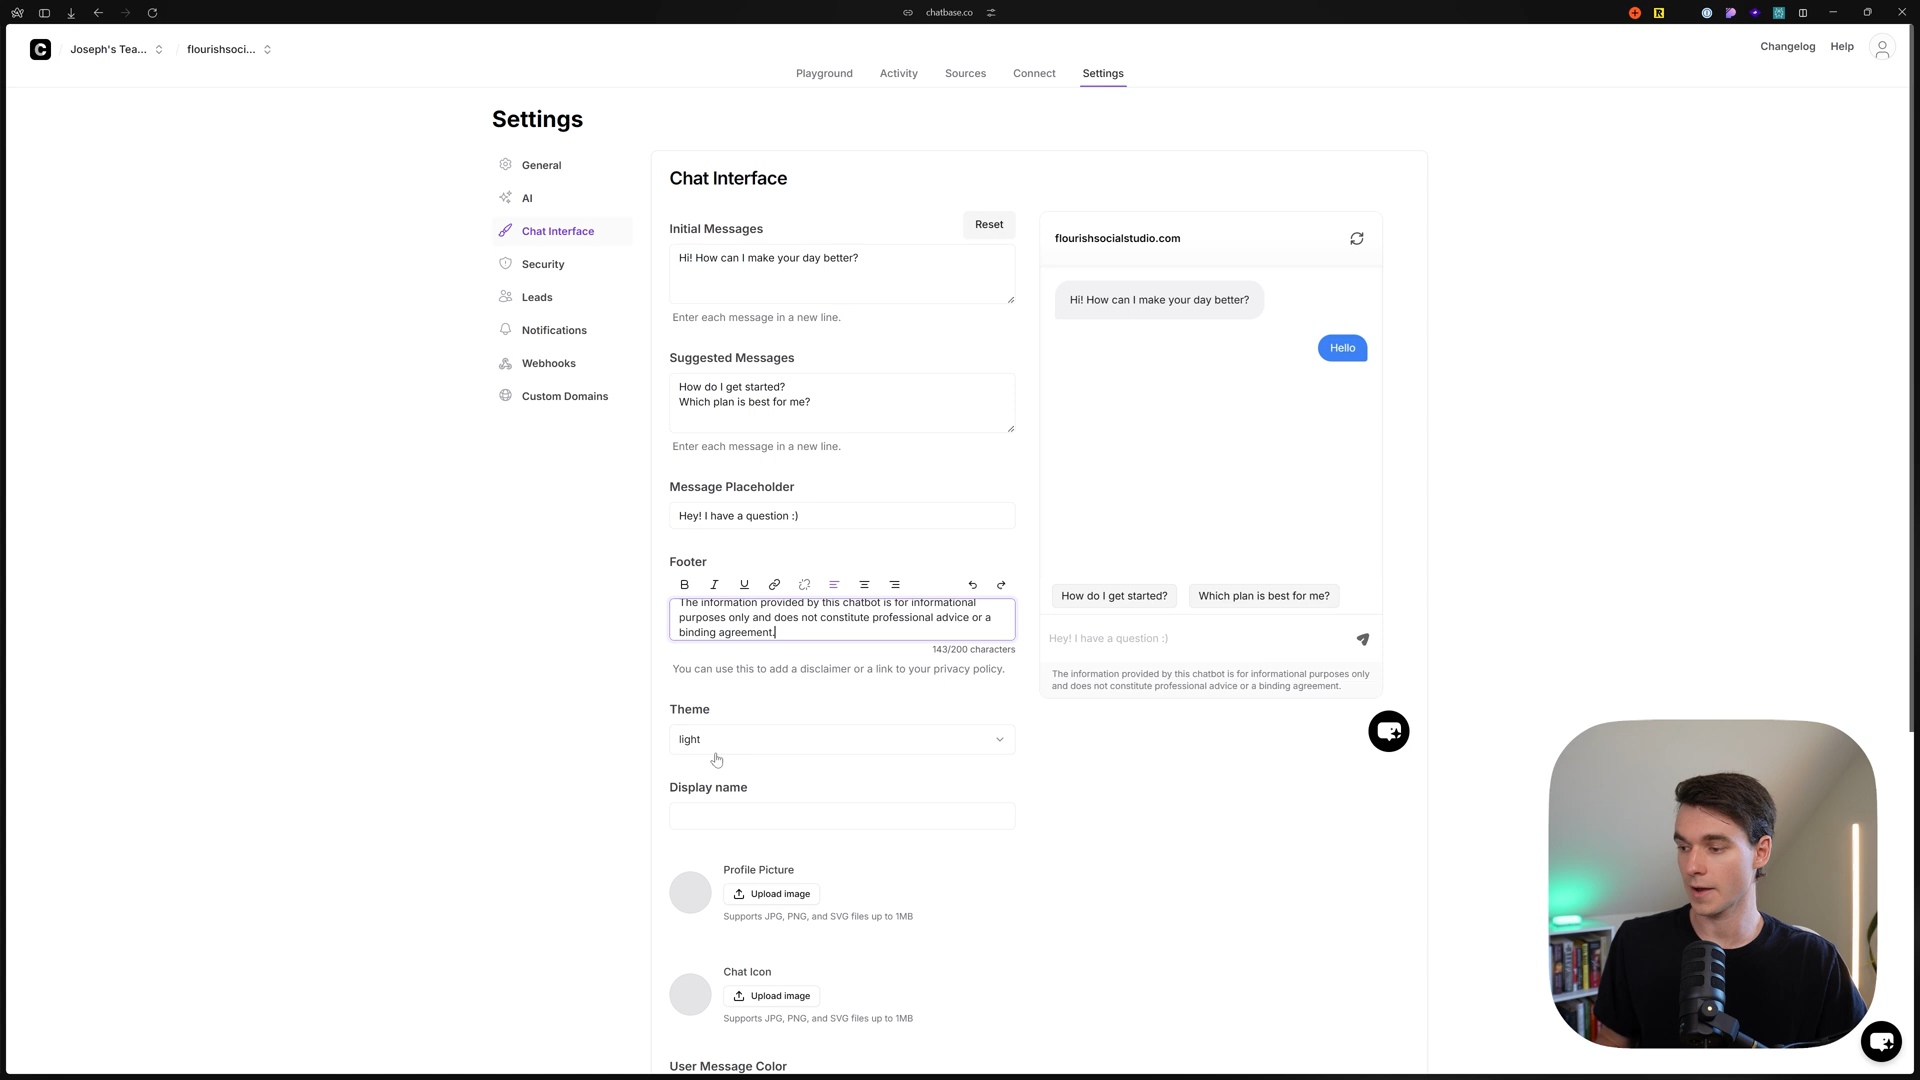 chatbase.co
Joseph's Tea...
flourishsoci...
Changelog
Help
Playground
Activity
Sources
Connect
Settings
Settings
General
AI
Chat Interface
Security
Leads
Notifications
Webhooks
Custom Domains
Chat Interface
Initial Messages
Reset
Hi! How can I make your day better?
Enter each message in a new line.
Suggested Messages
How do I get started?
Which plan is best for me?
Enter each message in a new line.
Message Placeholder
Hey! I have a question :)
Footer
The information provided by this chatbot is for informational
purposes only and does not constitute professional advice or a
binding agreement.
143/200 characters
You can use this to add a disclaimer or a link to your privacy policy.
Theme
light
Display name
Profile Picture
Upload image
Supports JPG, PNG, and SVG files up to 1MB
Chat Icon
Upload image
Supports JPG, PNG, and SVG files up to 1MB
User Message Color
flourishsocialstudio.com
Hi! How can I make your day better?
Hello
How do I get started?
Which plan is best for me?
Hey! I have a question :)
The information provided by this chatbot is for informational purposes only
and does not constitute professional advice or a binding agreement.